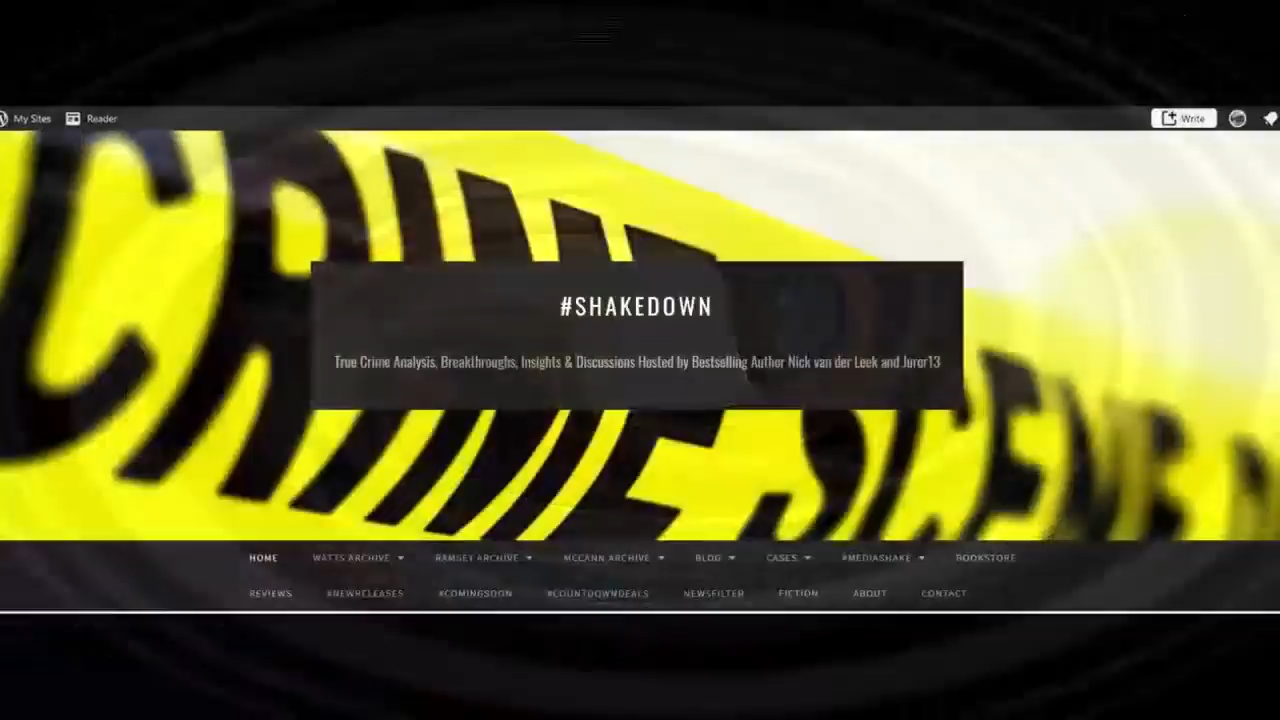 My Sites Reader Write
CRIME SCENE
#SHAKEDOWN
True Crime Analysis, Breakthroughs, Insights & Discussions Hosted by Bestselling Author Nick van der Leek and Juror13
HOME WATTS ARCHIVE RAMSEY ARCHIVE MCCANN ARCHIVE BLOG CASES #MEDIASHAKE BOOKSTORE
REVIEWS #NEWRELEASES #COMINGSOON #COUNTDOWNDEALS NEWSFILTER FICTION ABOUT CONTACT